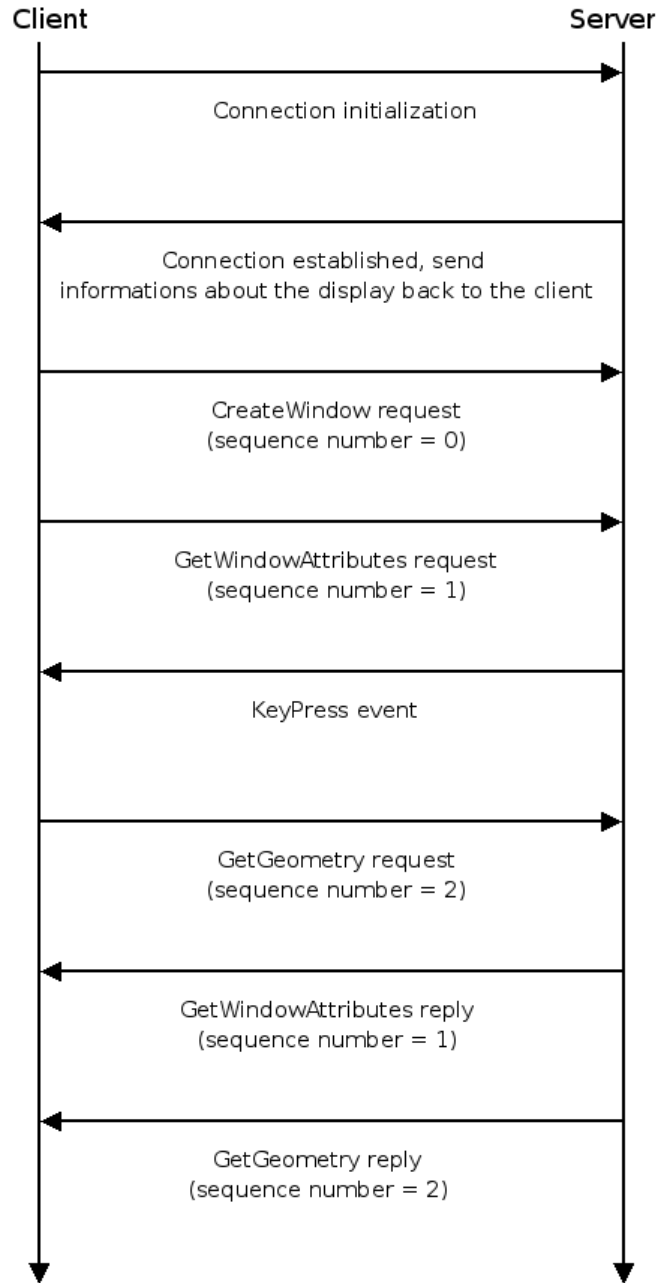 Client
Server
Connection initialization
Connection established, send
informations about the display back to the client
CreateWindow request
(sequence number = 0)
GetWindowAttributes request
(sequence number = 1)
KeyPress event
GetGeometry request
(sequence number = 2)
GetWindowAttributes reply
(sequence number = 1)
GetGeometry reply
(sequence number = 2)